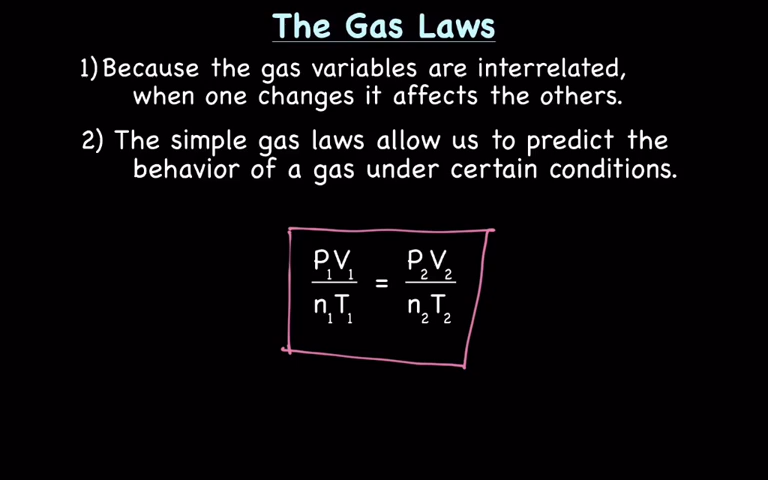 The Gas Laws
1) Because the gas variables are interrelated,
when one changes it affects the others.
2) The simple gas laws allow us to predict the
behavior of a gas under certain conditions.
P₁V₁ / n₁T₁ = P₂V₂ / n₂T₂